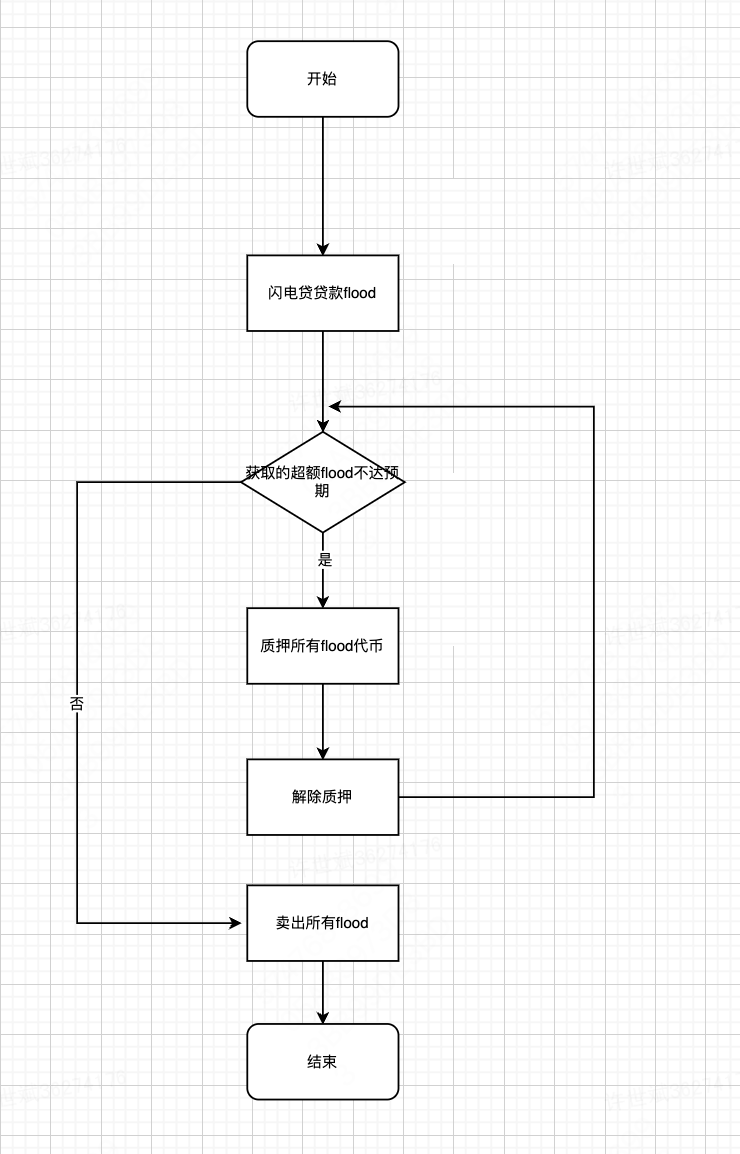 开始
闪电贷贷款flood
获取的超额flood不达预
期
是
质押所有flood代币
否
解除质押
卖出所有flood
结束